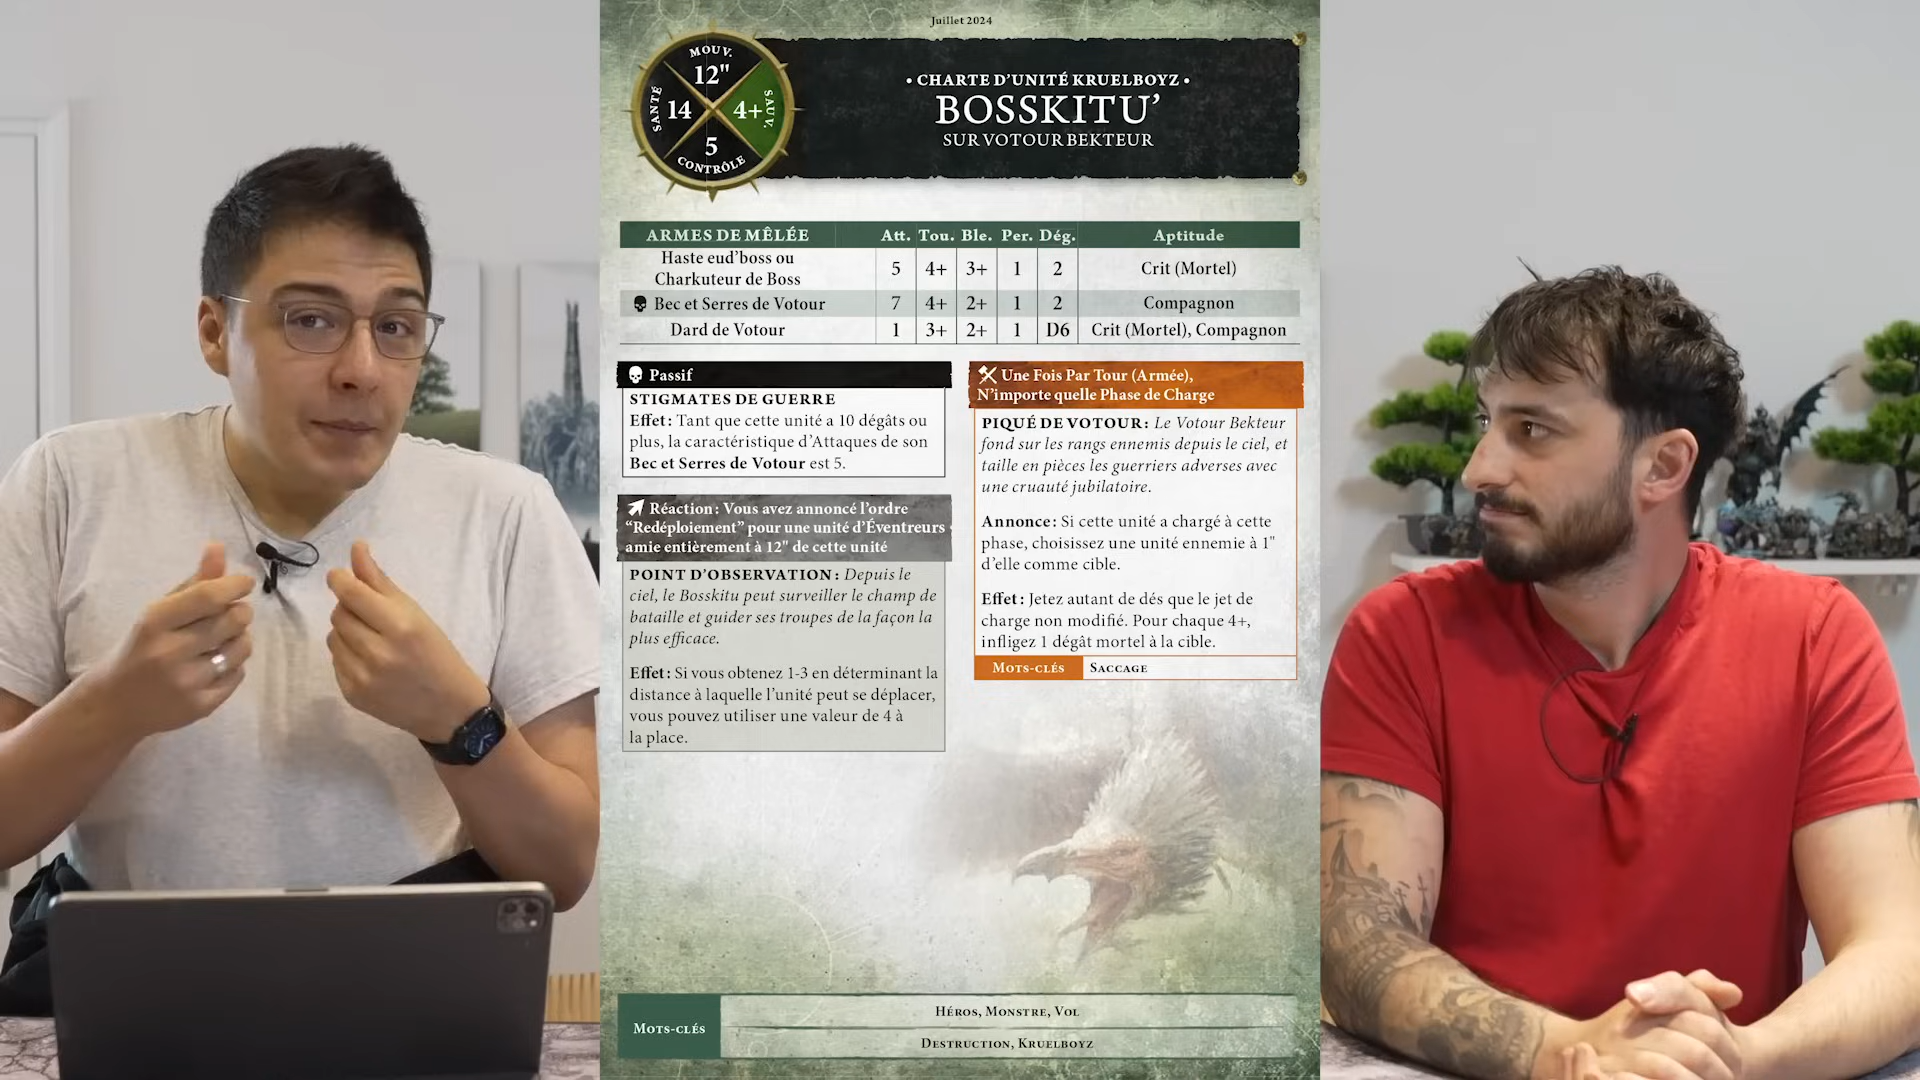 Juillet 2024
MOUV.
12"
SANTÉ
14
4+
SAUV.
5
CONTRÔLE
• CHARTE D'UNITÉ KRUELBOYZ •
BOSSKITU'
SUR VOTOUR BEKTEUR
ARMES DE MÊLÉE Att. Tou. Ble. Per. Dég. Aptitude
Haste eud'boss ou
Charkuteur de Boss 5 4+ 3+ 1 2 Crit (Mortel)
Bec et Serres de Votour 7 4+ 2+ 1 2 Compagnon
Dard de Votour 1 3+ 2+ 1 D6 Crit (Mortel), Compagnon
Passif
STIGMATES DE GUERRE
Effet : Tant que cette unité a 10 dégâts ou
plus, la caractéristique d'Attaques de son
Bec et Serres de Votour est 5.
Réaction : Vous avez annoncé l'ordre
"Redéploiement" pour une unité d'Éventreurs
amie entièrement à 12" de cette unité
POINT D'OBSERVATION : Depuis le
ciel, le Bosskitu peut surveiller le champ de
bataille et guider ses troupes de la façon la
plus efficace.
Effet : Si vous obtenez 1-3 en déterminant la
distance à laquelle l'unité peut se déplacer,
vous pouvez utiliser une valeur de 4 à
la place.
Une Fois Par Tour (Armée),
N'importe quelle Phase de Charge
PIQUÉ DE VOTOUR : Le Votour Bekteur
fond sur les rangs ennemis depuis le ciel, et
taille en pièces les guerriers adverses avec
une cruauté jubilatoire.
Annonce : Si cette unité a chargé à cette
phase, choisissez une unité ennemie à 1"
d'elle comme cible.
Effet : Jetez autant de dés que le jet de
charge non modifié. Pour chaque 4+,
infligez 1 dégât mortel à la cible.
MOTS-CLÉS SACCAGE
MOTS-CLÉS
HÉROS, MONSTRE, VOL
DESTRUCTION, KRUELBOYZ